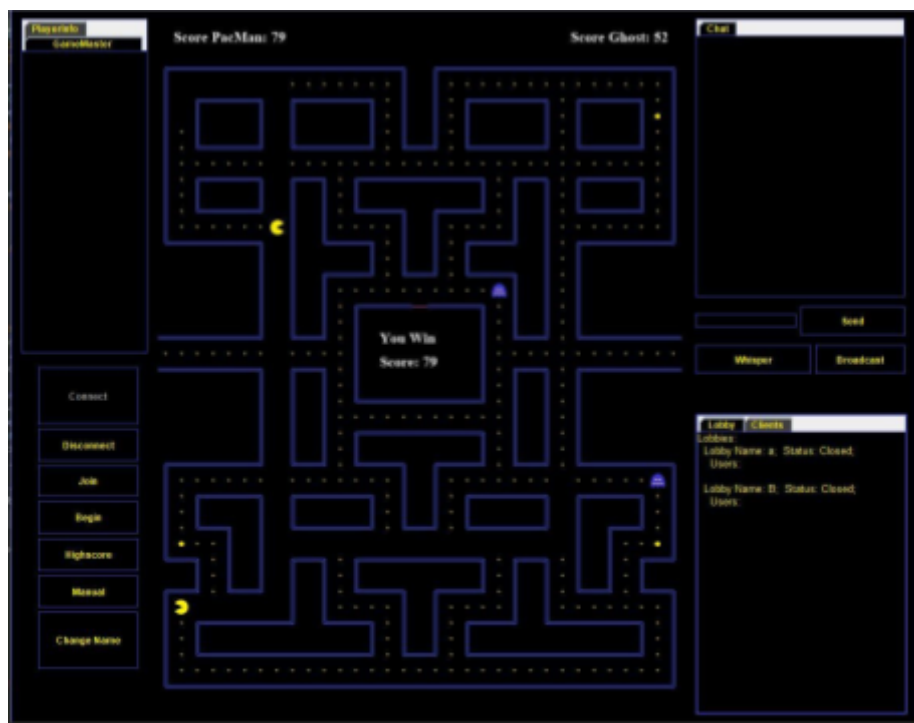 PlayerInfo
GameMaster
Score PacMan: 79
Score Ghost: 52
Chat
You Win
Score: 79
Send
Whisper
Broadcast
Connect
Disconnect
Join
Begin
Highscore
Manual
Change Name
Lobby
Clients
Lobbies:
Lobby Name: a; Status: Closed;
Users:
Lobby Name: B; Status: Closed;
Users: